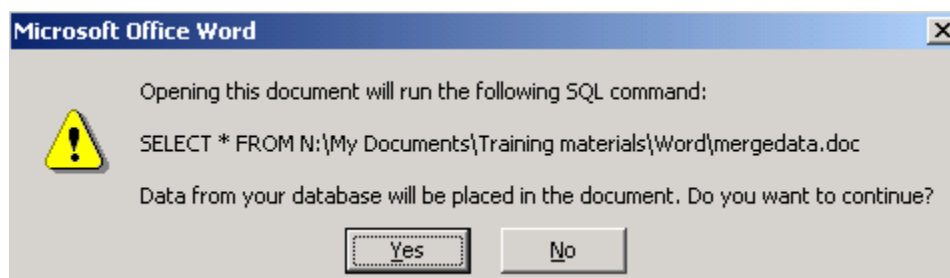 Microsoft Office Word
Opening this document will run the following SQL command:
SELECT * FROM N:\My Documents\Training materials\Word\mergedata.doc
Data from your database will be placed in the document. Do you want to continue?
Yes No